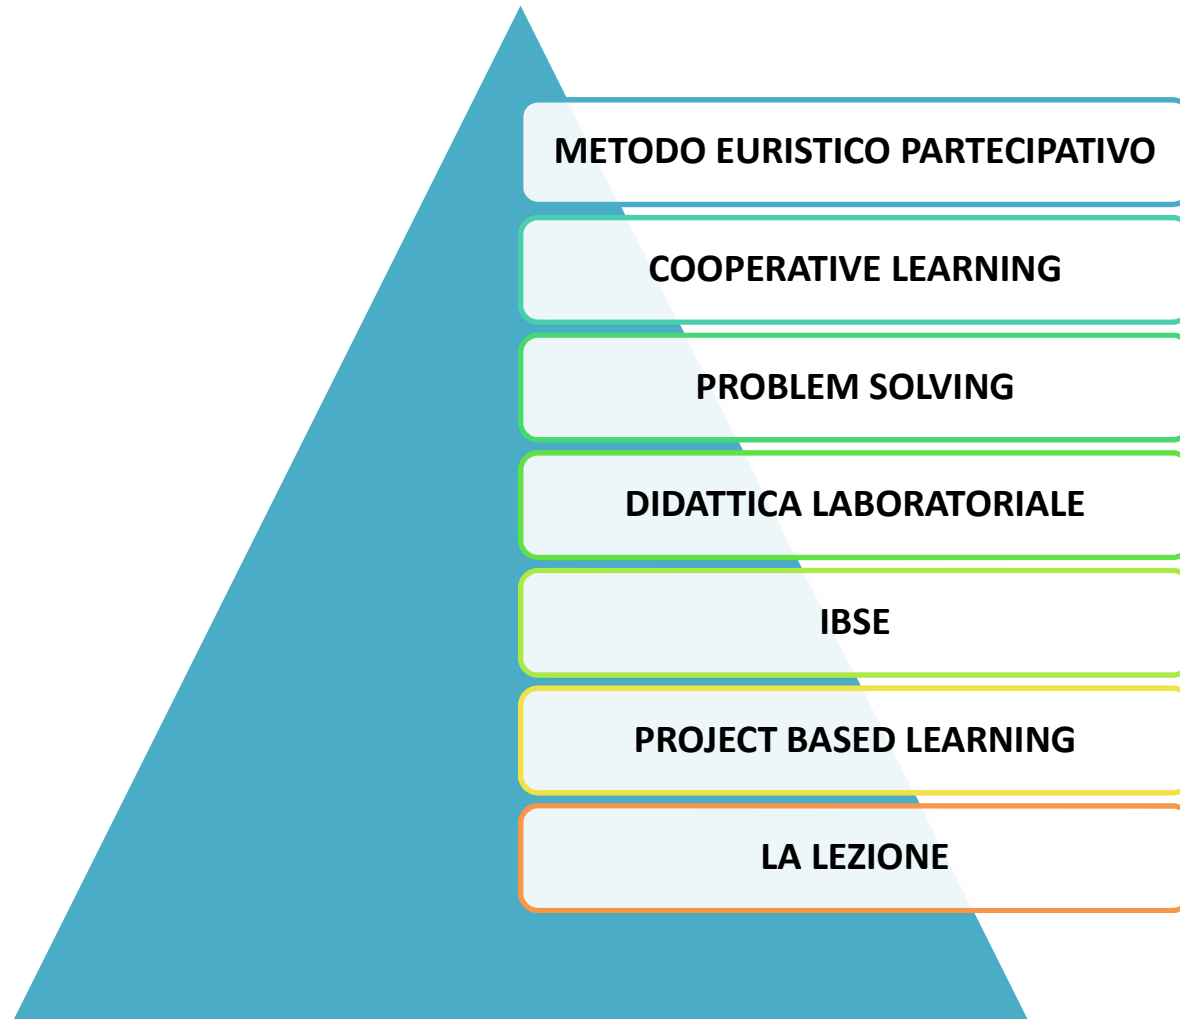 METODO EURISTICO PARTECIPATIVO
COOPERATIVE LEARNING
PROBLEM SOLVING
DIDATTICA LABORATORIALE
IBSE
PROJECT BASED LEARNING
LA LEZIONE